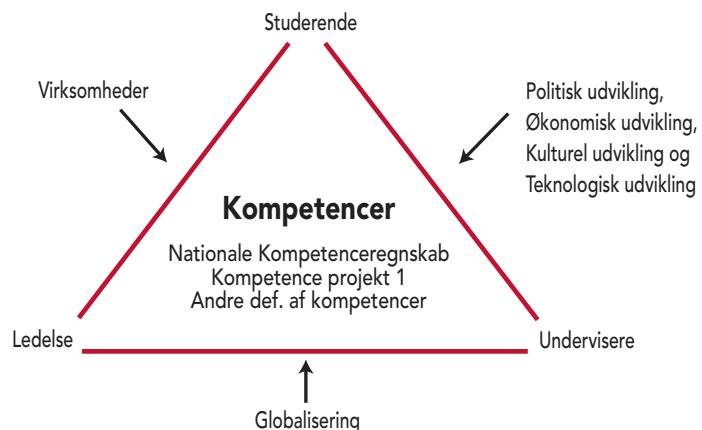 Studerende
Virksomheder
Politisk udvikling,
Økonomisk udvikling,
Kulturel udvikling og
Teknologisk udvikling
Kompetencer
Nationale Kompetenceregnskab
Kompetence projekt 1
Andre def. af kompetencer
Ledelse
Undervisere
Globalisering